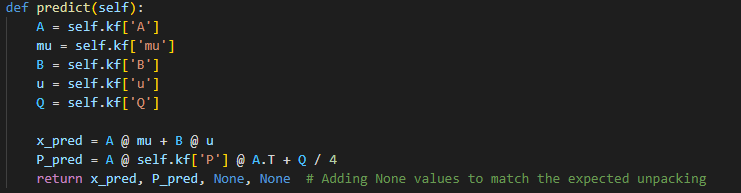 def predict(self):
    A = self.kf['A']
    mu = self.kf['mu']
    B = self.kf['B']
    u = self.kf['u']
    Q = self.kf['Q']

    x_pred = A @ mu + B @ u
    P_pred = A @ self.kf['P'] @ A.T + Q / 4
    return x_pred, P_pred, None, None  # Adding None values to match the expected unpacking